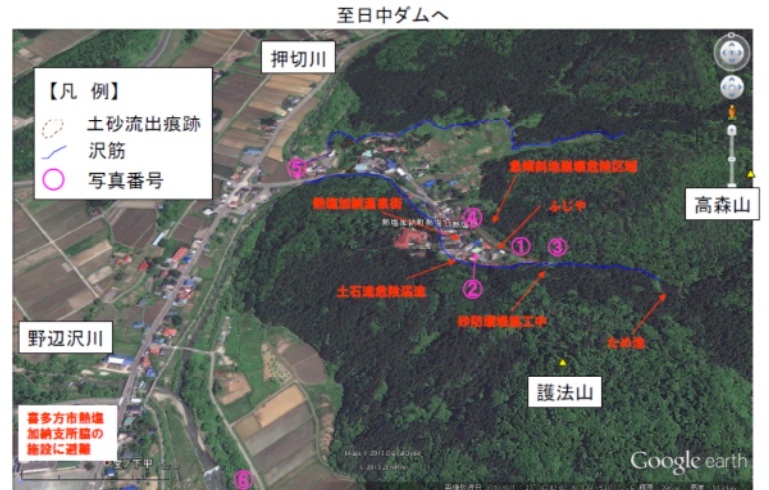 至日中ダムへ
押切川
【凡 例】
土砂流出痕跡
沢筋
写真番号
⑤
急傾斜地崩壊危険区域
高森山
熱塩加納温泉街
④
ふじや
①
③
②
土石流危険渓流
砂防堰堤施工中
ため池
野辺沢川
護法山
喜多方市熱塩
加納支所脇の
施設に避難
⑥
Google earth